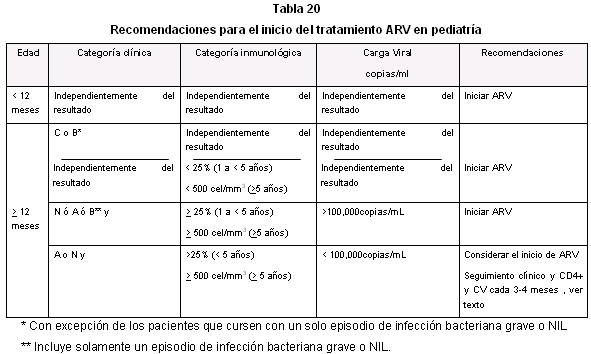 Tabla 20
Recomendaciones para el inicio del tratamiento ARV en pediatría
Edad
Categoría clínica
Categoría inmunológica
Carga Viral
copias/ml
Recomendaciones
< 12
meses
Independientemente del
resultado
Independientemente del
resultado
Independientemente del
resultado
Iniciar ARV
> 12
meses
C o B*
Independientemente del
resultado
Independientemente del
resultado
Independientemente del
resultado
< 25% (1 a < 5 años)
< 500 cel/mm³ (>5 años)
Independientemente del
resultado
Iniciar ARV
N ó A ó B** y
> 25% (1 a < 5 años)
> 500 cel/mm³ (>5 años)
>100,000copias/mL
Iniciar ARV
A o N y
>25% (< 5 años)
> 500 cel/mm³ (> 5 años)
< 100,000copias/mL
Considerar el inicio de ARV
Seguimiento clínico y CD4+
y CV cada 3-4 meses , ver
texto
* Con excepción de los pacientes que cursen con un solo episodio de infección bacteriana grave o NIL
** Incluye solamente un episodio de infección bacteriana grave o NIL.